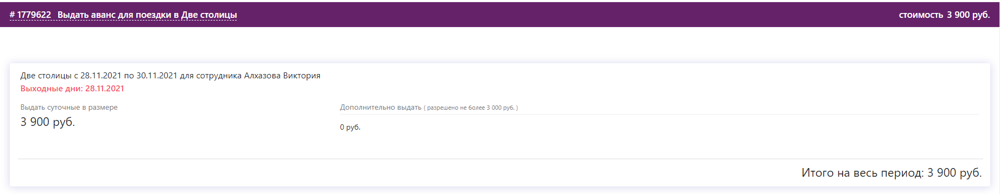 # 1779622 Выдать аванс для поездки в Две столицы
стоимость 3 900 руб.
Две столицы с 28.11.2021 по 30.11.2021 для сотрудника Алхазова Виктория
Выходные дни: 28.11.2021
Выдать суточные в размере
3 900 руб.
Дополнительно выдать ( разрешено не более 3 000 руб. )
0 руб.
Итого на весь период: 3 900 руб.